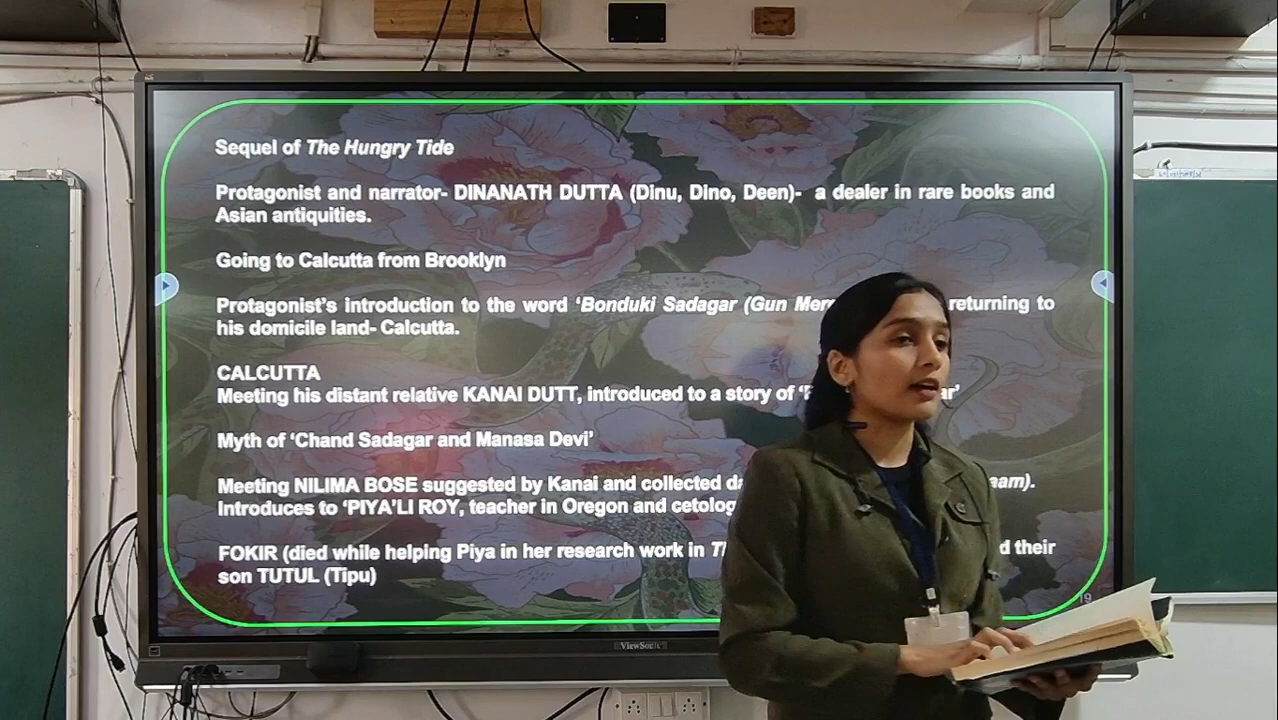 Sequel of The Hungry Tide
Protagonist and narrator- DINANATH DUTTA (Dinu, Dino, Deen)- a dealer in rare books and
Asian antiquities.
Going to Calcutta from Brooklyn
Protagonist's introduction to the word 'Bonduki Sadagar (Gun returning to
his domicile land- Calcutta.
CALCUTTA
Meeting his distant relative KANAI DUTT, introduced to a story of
Myth of 'Chand Sadagar and Manasa Devi'
Meeting NILIMA BOSE suggested by Kanai and collected
Introduces to 'PIYA'LI ROY, teacher in Oregon and
FOKIR (died while helping Piya in her research work in their
son TUTUL (Tipu)
19
ViewSonic